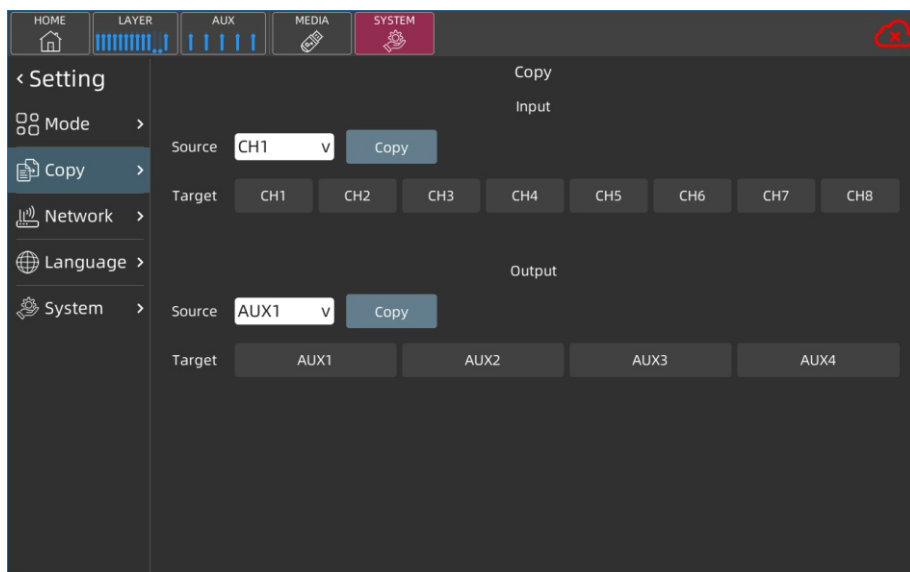 HOME LAYER AUX MEDIA SYSTEM
< Setting
Copy
Input
Mode >
Source CH1 v Copy
Copy >
Target CH1 CH2 CH3 CH4 CH5 CH6 CH7 CH8
Network >
Language >
Output
System >
Source AUX1 v Copy
Target AUX1 AUX2 AUX3 AUX4